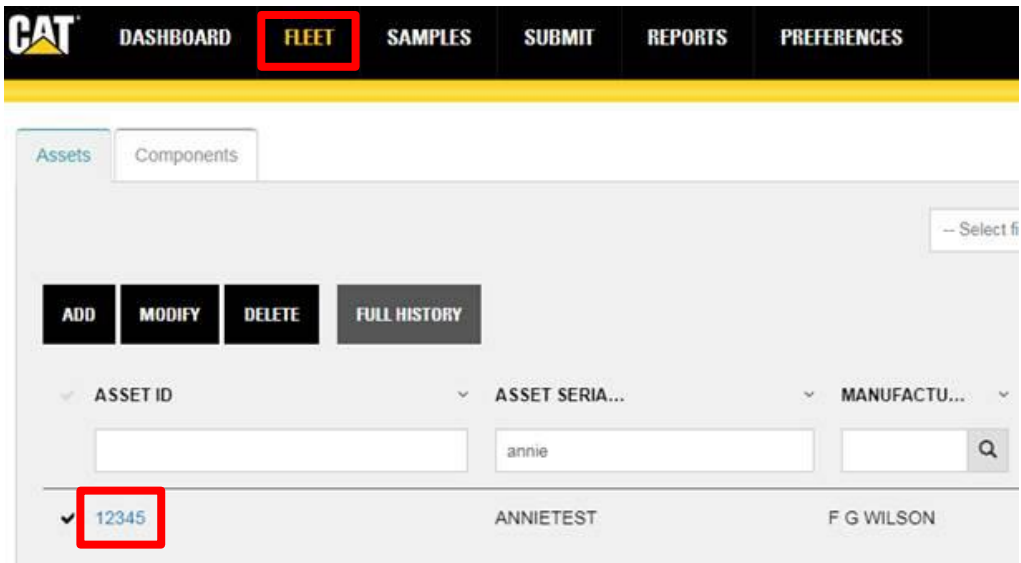 CAT DASHBOARD FLEET SAMPLES SUBMIT REPORTS PREFERENCES
Assets Components
-- Select fi
ADD MODIFY DELETE FULL HISTORY
ASSET ID ASSET SERIA... MANUFACTU...
annie
12345 ANNIETEST F G WILSON